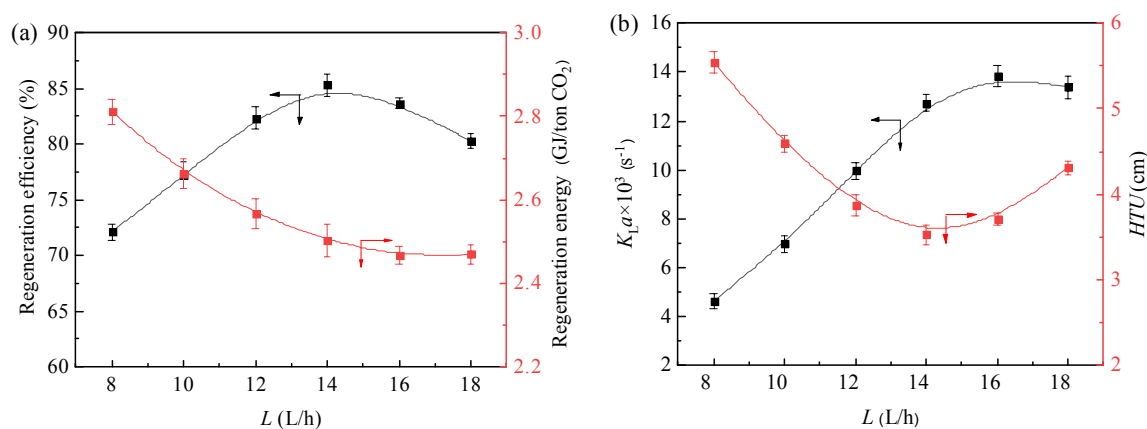 (a)
90
85
80
75
70
65
60
Regeneration efficiency (%)
8 10 12 14 16 18
L (L/h)
3.0
2.8
2.6
2.4
2.2
Regeneration energy (GJ/ton CO₂)
(b)
16
14
12
10
8
6
4
2
K_La×10³ (s⁻¹)
8 10 12 14 16 18
L (L/h)
6
5
4
3
2
HTU (cm)